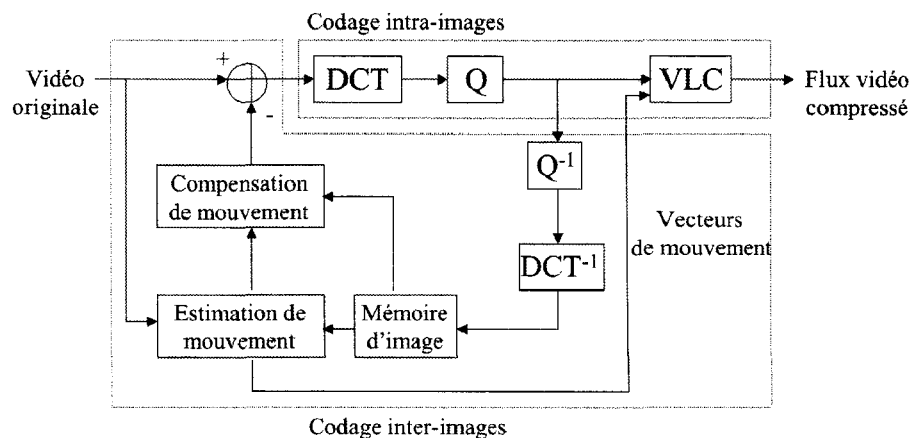 Codage intra-images
Vidéo
originale
+
-
DCT
Q
VLC
Flux vidéo
compressé
Q-1
Compensation
de mouvement
Vecteurs
de mouvement
DCT-1
Estimation de
mouvement
Mémoire
d'image
Codage inter-images